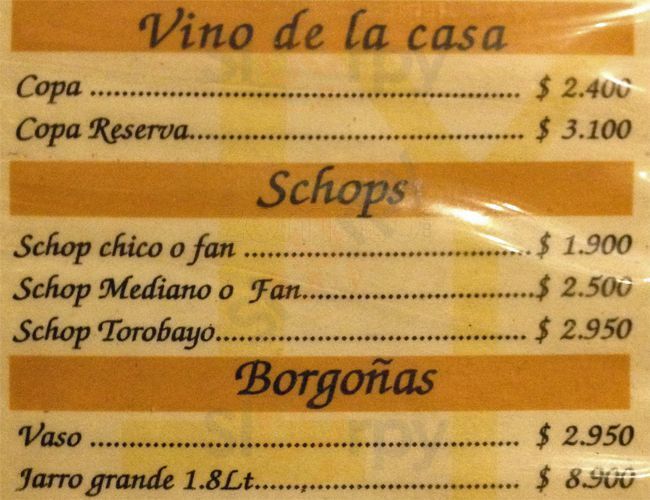 Vino de la casa
Copa ........................................................ $ 2.400
Copa Reserva........................................... $ 3.100
Schops
Schop chico o fan .................................... $ 1.900
Schop Mediano o Fan..............................$ 2.500
Schop Torobayo....................................... $ 2.950
Borgoñas
Vaso ....................................................... $ 2.950
Jarro grande 1.8Lt.................................. $ 8.900